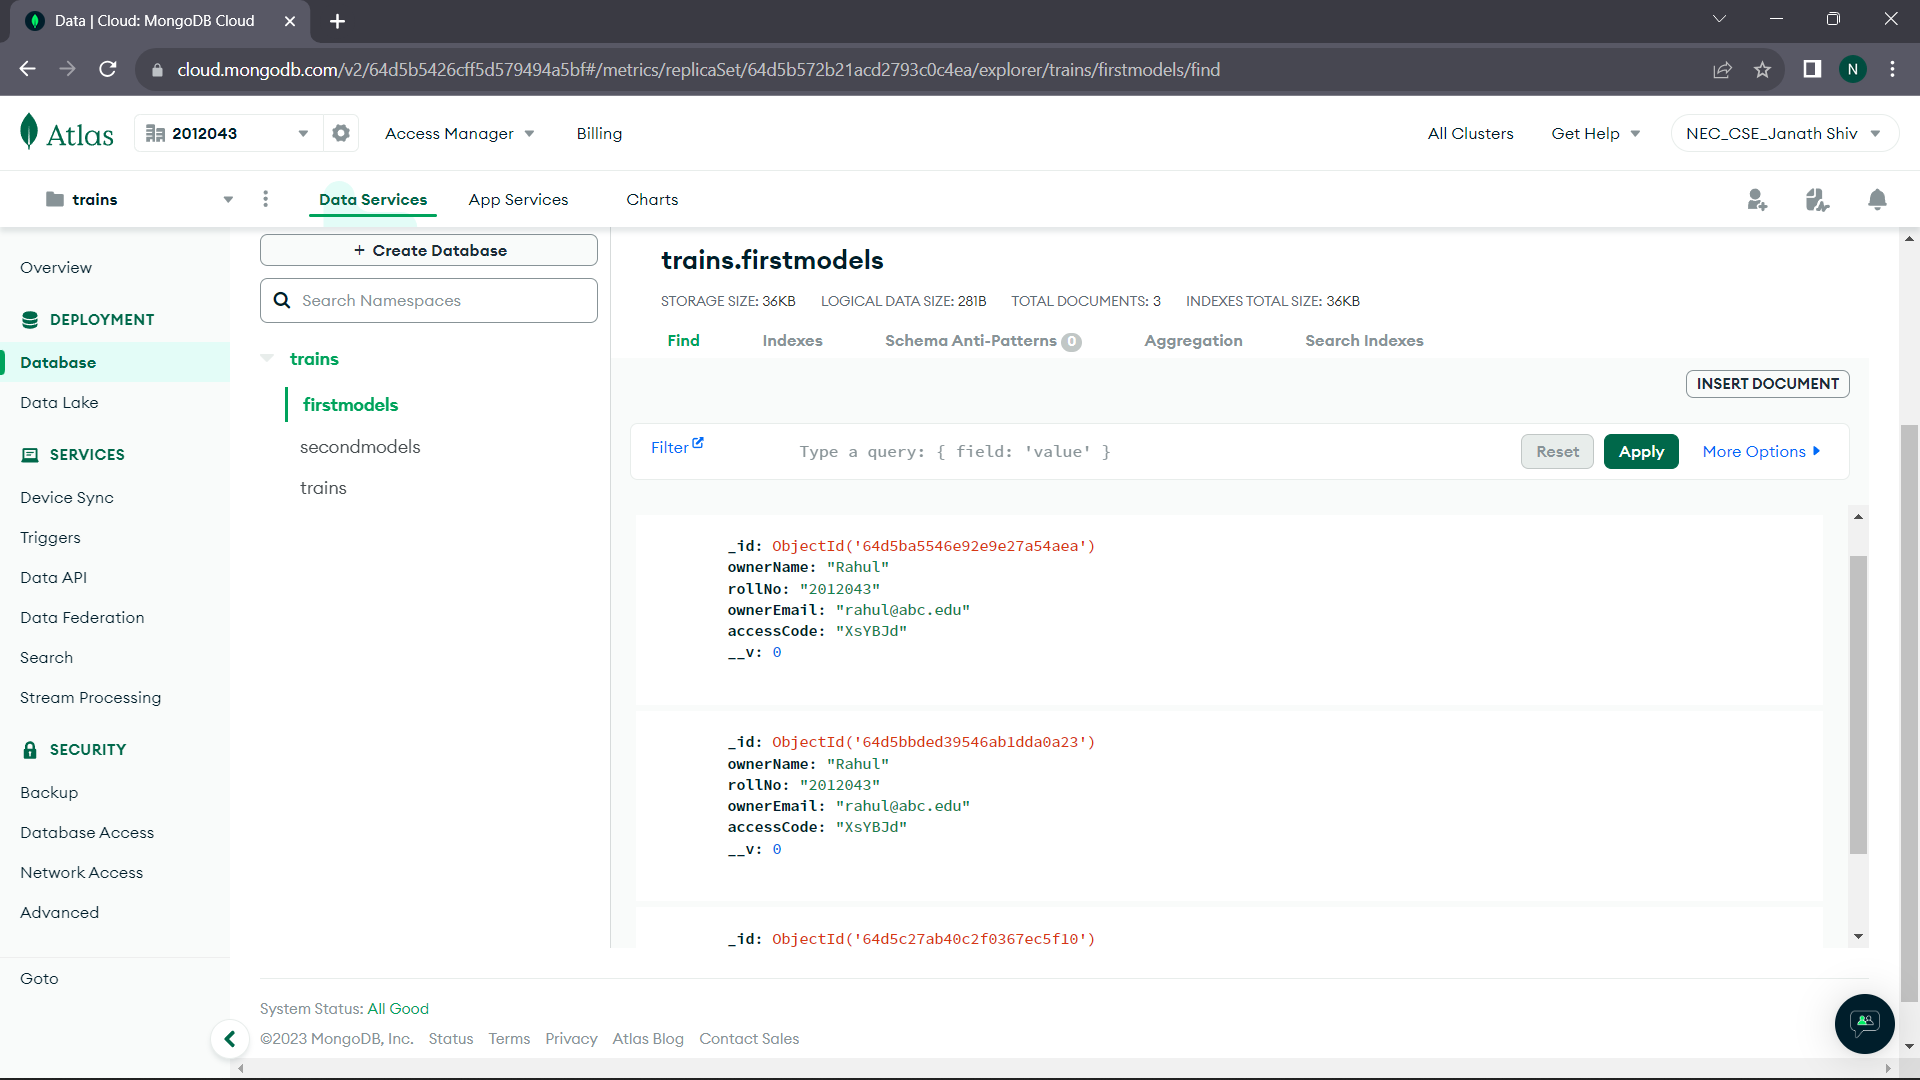 Data | Cloud: MongoDB Cloud
cloud.mongodb.com/v2/64d5b5426cff5d579494a5bf#/metrics/replicaSet/64d5b572b21acd2793c0c4ea/explorer/trains/firstmodels/find
N
Atlas
2012043
Access Manager
Billing
All Clusters
Get Help
NEC_CSE_Janath Shiv
trains
Data Services
App Services
Charts
Overview
DEPLOYMENT
Database
Data Lake
SERVICES
Device Sync
Triggers
Data API
Data Federation
Search
Stream Processing
SECURITY
Backup
Database Access
Network Access
Advanced
Goto
+ Create Database
Search Namespaces
trains
firstmodels
secondmodels
trains
trains.firstmodels
STORAGE SIZE: 36KB LOGICAL DATA SIZE: 281B TOTAL DOCUMENTS: 3 INDEXES TOTAL SIZE: 36KB
Find Indexes Schema Anti-Patterns 0 Aggregation Search Indexes
INSERT DOCUMENT
Filter Type a query: { field: 'value' } Reset Apply More Options
_id: ObjectId('64d5ba5546e92e9e27a54aea')
ownerName: "Rahul"
rollNo: "2012043"
ownerEmail: "rahul@abc.edu"
accessCode: "XsYBJd"
__v: 0
_id: ObjectId('64d5bbded39546ab1dda0a23')
ownerName: "Rahul"
rollNo: "2012043"
ownerEmail: "rahul@abc.edu"
accessCode: "XsYBJd"
__v: 0
_id: ObjectId('64d5c27ab40c2f0367ec5f10')
System Status: All Good
©2023 MongoDB, Inc. Status Terms Privacy Atlas Blog Contact Sales